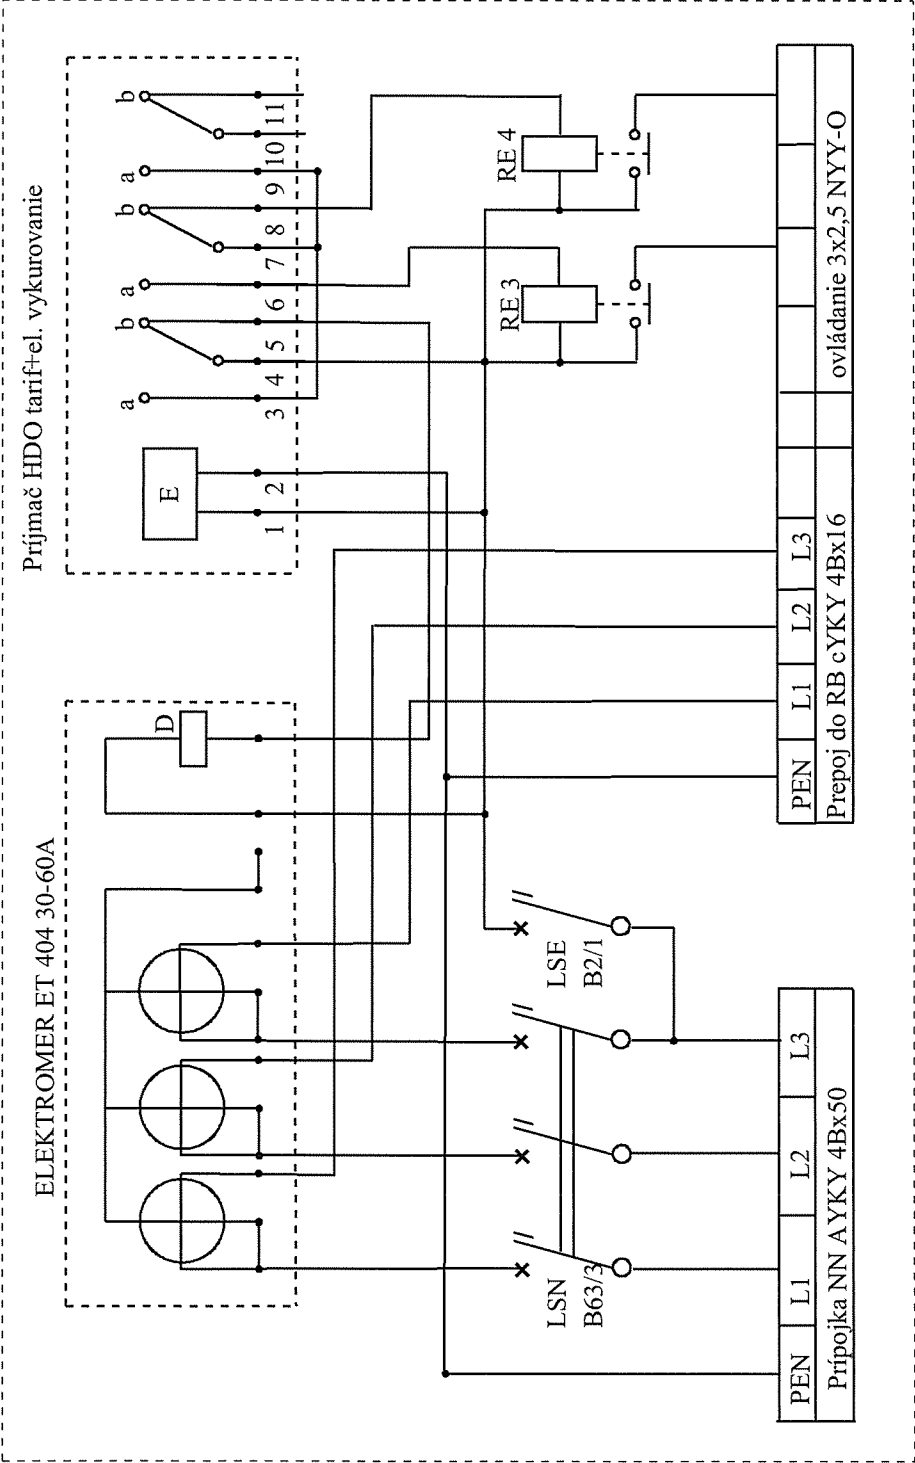 ELEKTROMER ET 404 30-60A
Príjmač HDO tarif+el. vykurovanie
D
E
a b a b a b
1 2 3 4 5 6 7 8 9 10 11
LSN
B63/3
LSE
B2/1
RE 3
RE 4
PEN L1 L2 L3
Prípojka NN AYKY 4Bx50
PEN L1 L2 L3
Prepoj do RB cYKY 4Bx16
ovládanie 3x2,5 NYY-O